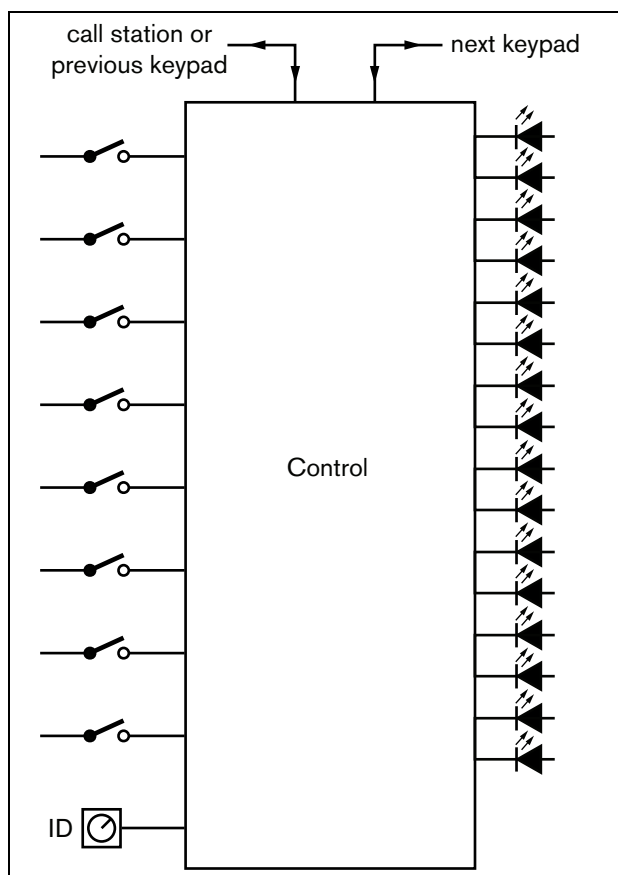 call station or
previous keypad
next keypad
Control
ID